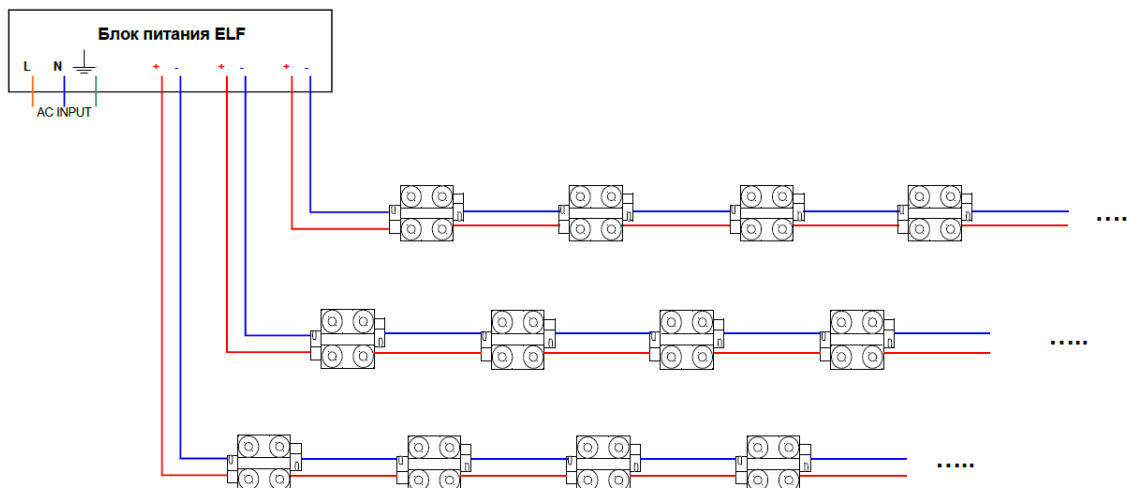 Блок питания ELF
L N + - + - + -
AC INPUT
.....
.....
.....